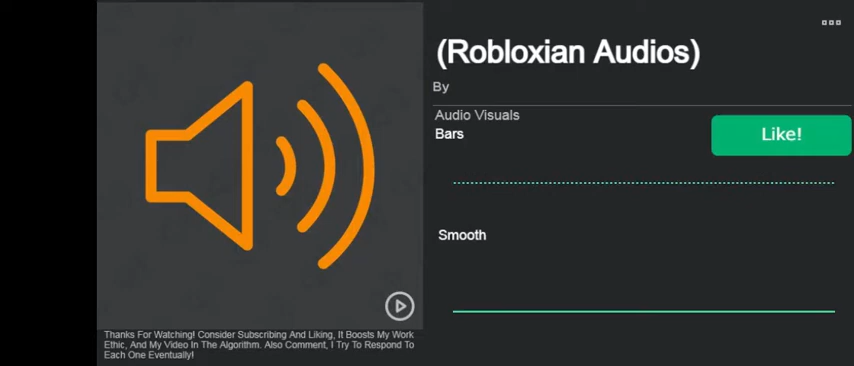 (Robloxian Audios)
By
Audio Visuals
Bars
Like!
Smooth
Thanks For Watching! Consider Subscribing And Liking, It Boosts My Work
Ethic, And My Video In The Algorithm. Also Comment, I Try To Respond To
Each One Eventually!